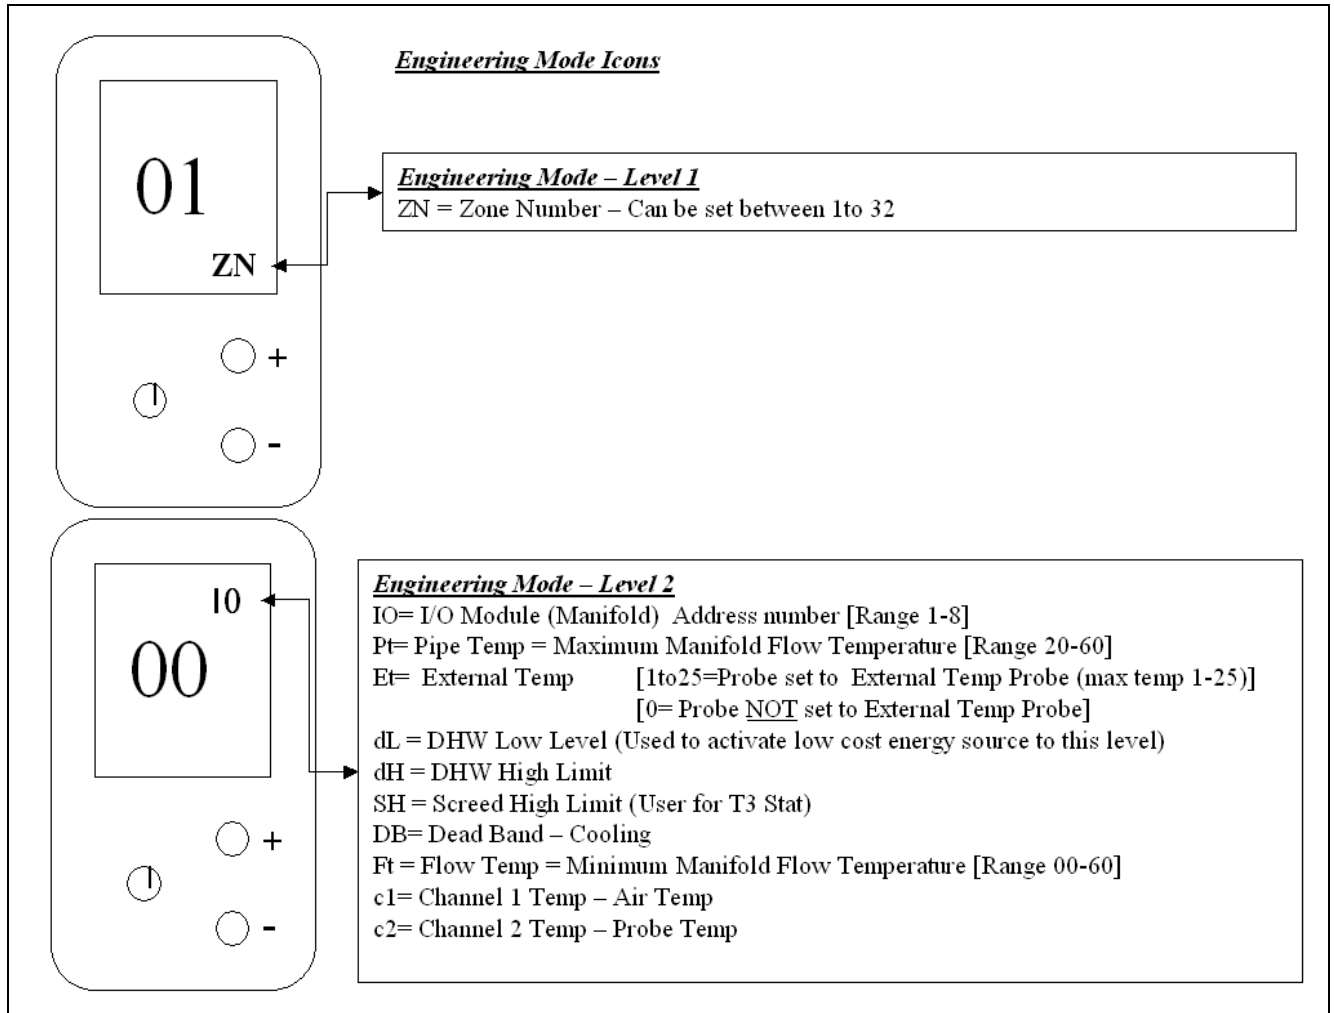 Engineering Mode Icons
01
ZN
+
-
Engineering Mode – Level 1
ZN = Zone Number – Can be set between 1to 32
I0
00
+
-
Engineering Mode – Level 2
IO= I/O Module (Manifold) Address number [Range 1-8]
Pt= Pipe Temp = Maximum Manifold Flow Temperature [Range 20-60]
Et= External Temp [1to25=Probe set to External Temp Probe (max temp 1-25)]
[0= Probe NOT set to External Temp Probe]
dL = DHW Low Level (Used to activate low cost energy source to this level)
dH = DHW High Limit
SH = Screed High Limit (User for T3 Stat)
DB= Dead Band – Cooling
Ft = Flow Temp = Minimum Manifold Flow Temperature [Range 00-60]
c1= Channel 1 Temp – Air Temp
c2= Channel 2 Temp – Probe Temp